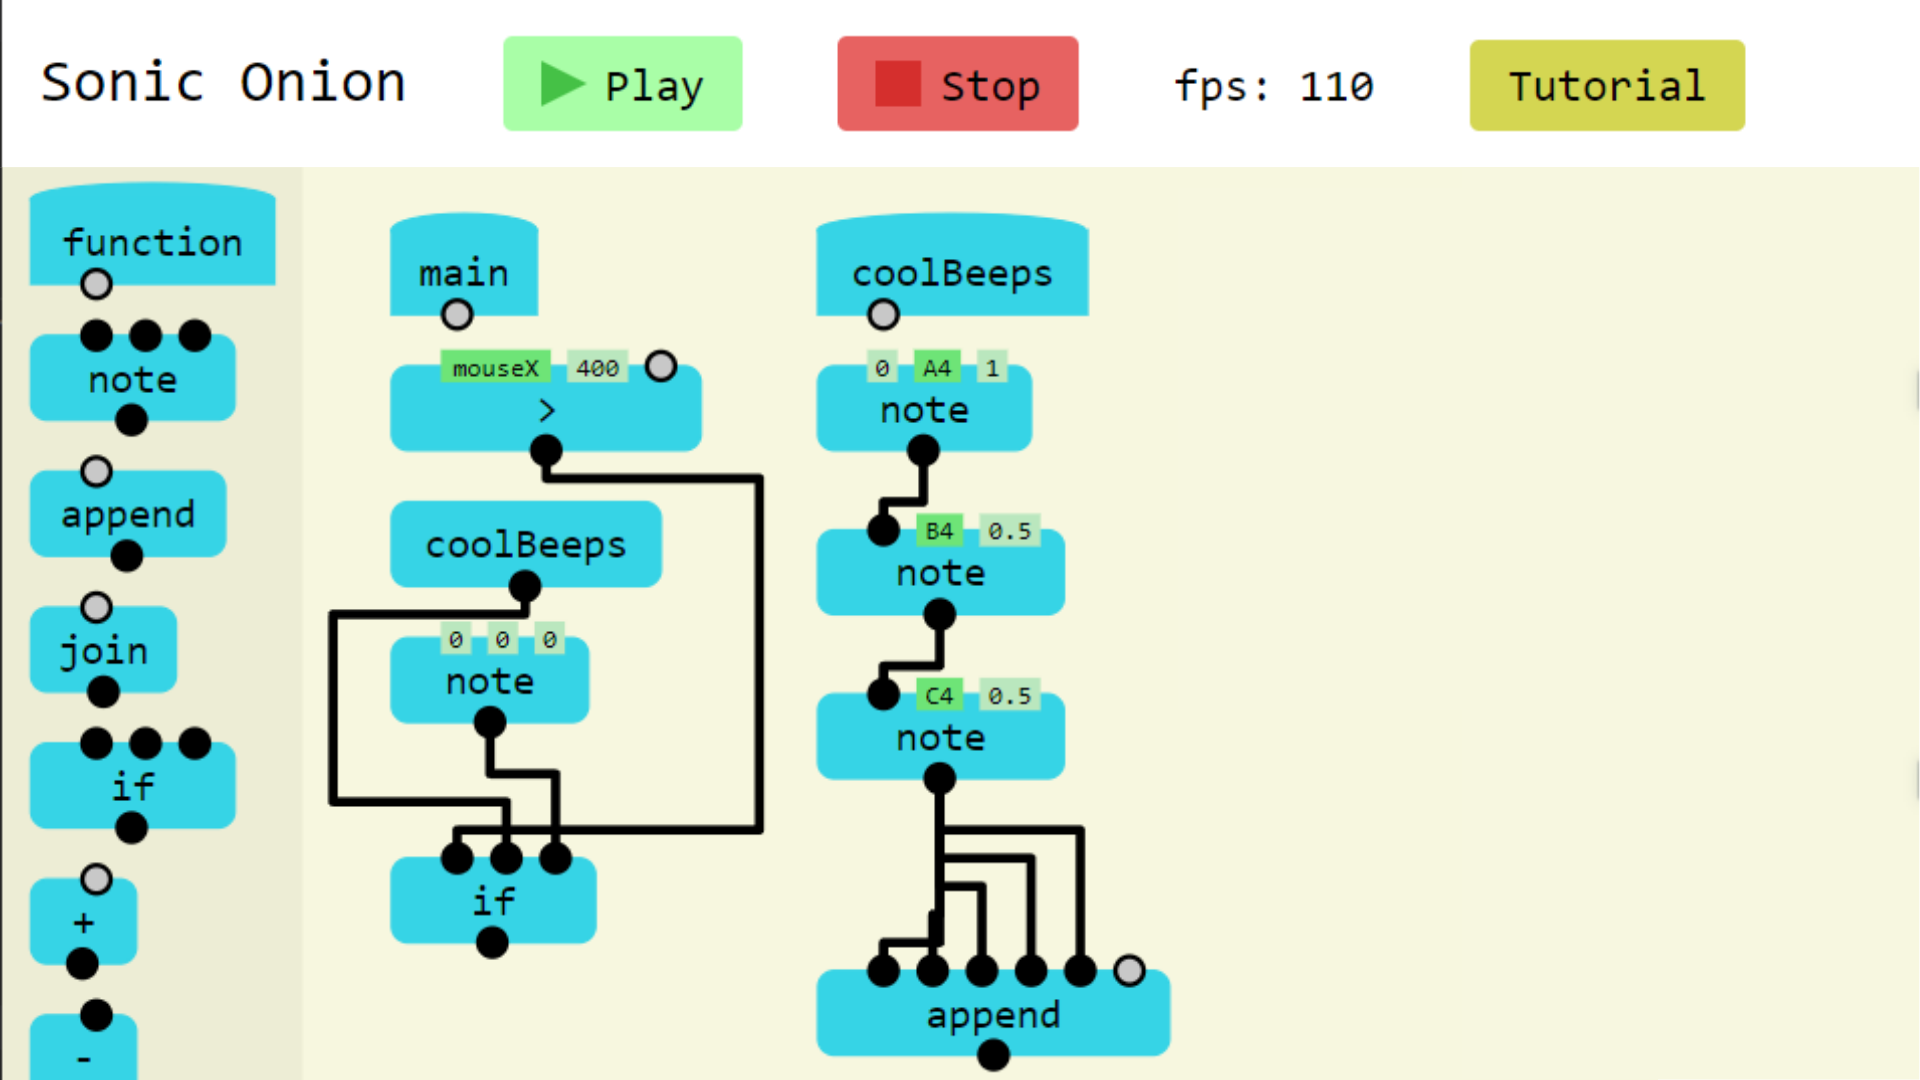 Sonic Onion
Play
Stop
fps: 110
Tutorial
function
note
append
join
if
+
-
main
mouseX 400
>
coolBeeps
0 0 0
note
if
coolBeeps
0 A4 1
note
B4 0.5
note
C4 0.5
note
append